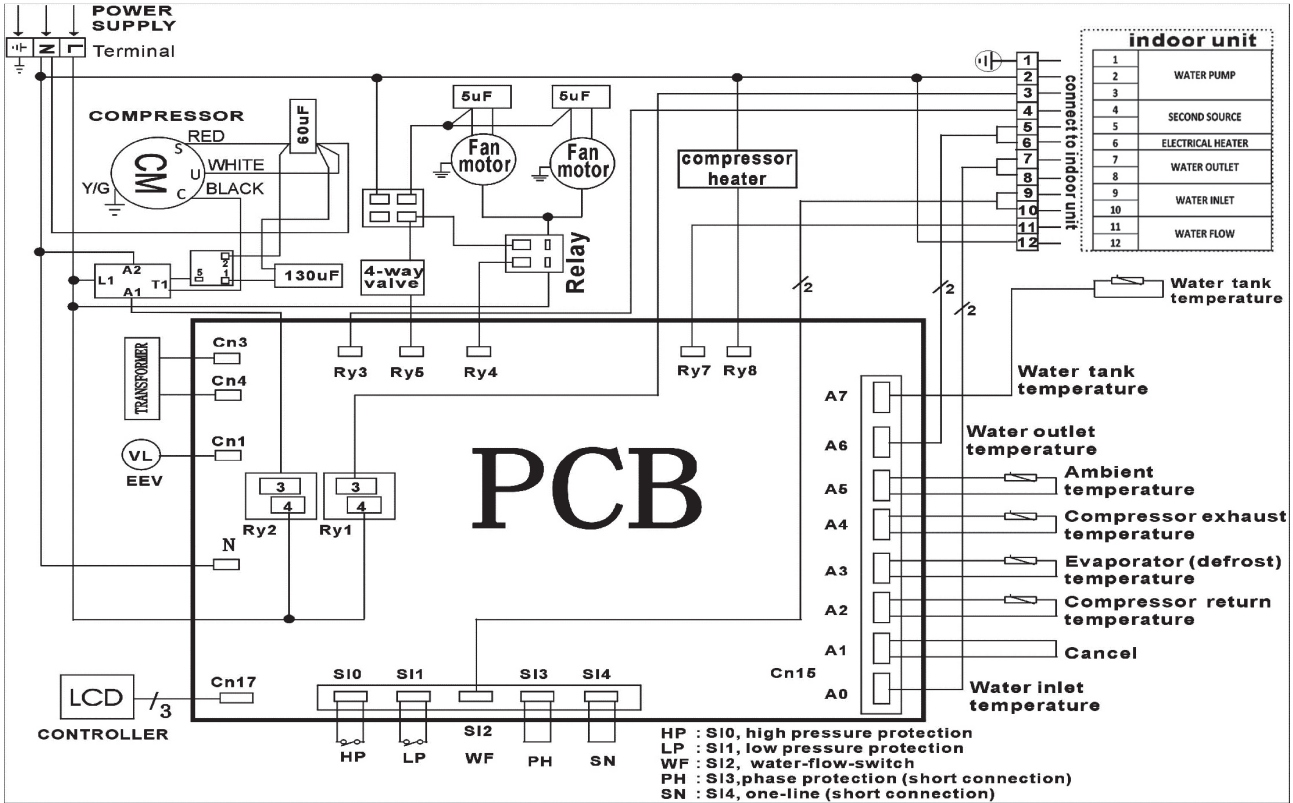 POWER
SUPPLY
N L Terminal
COMPRESSOR
RED
WHITE
BLACK
Y/G
CM
S
U
C
60uF
5uF
5uF
Fan
motor
Fan
motor
compressor
heater
4-way
valve
Relay
A2
L1
T1
A1
5
2
1
130uF
1
2
3
4
5
6
7
8
9
10
11
12
connect to indoor unit
indoor unit
1
2 WATER PUMP
3
4
5 SECOND SOURCE
6 ELECTRICAL HEATER
7
8 WATER OUTLET
9
10 WATER INLET
11
12 WATER FLOW
2
2
2
Water tank
temperature
TRANSFORMER
Cn3
Cn4
VL
EEV
Cn1
Ry3 Ry5 Ry4 Ry7 Ry8
3
4
Ry2
3
4
Ry1
N
PCB
A7
A6
A5
A4
A3
A2
A1
A0
Cn15
Water tank
temperature
Water outlet
temperature
Ambient
temperature
Compressor exhaust
temperature
Evaporator (defrost)
temperature
Compressor return
temperature
Cancel
Water inlet
temperature
LCD
3
CONTROLLER
Cn17
SI0 SI1 SI3 SI4
SI2
HP LP WF PH SN
HP : SI0, high pressure protection
LP : SI1, low pressure protection
WF : SI2, water-flow-switch
PH : SI3,phase protection (short connection)
SN : SI4, one-line (short connection)